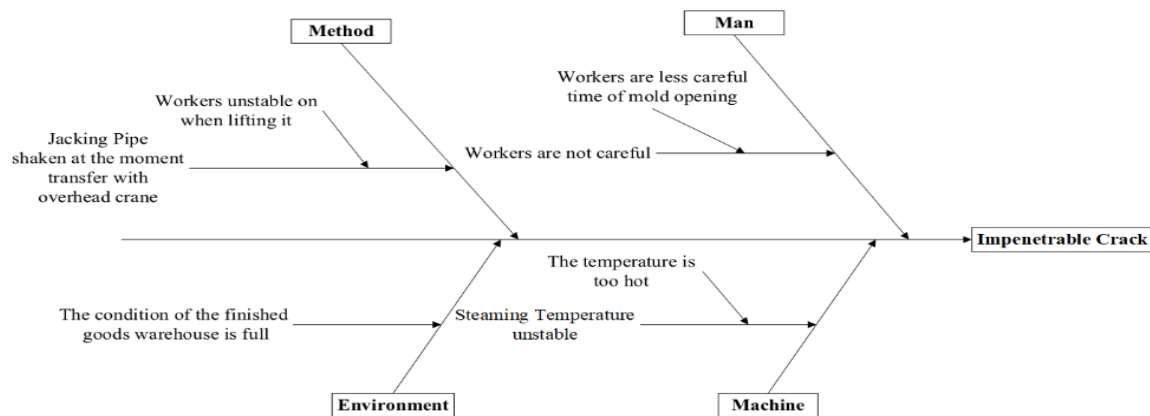 Method
Man
Workers are less careful
time of mold opening
Workers unstable on
when lifting it
Jacking Pipe
shaken at the moment
transfer with
overhead crane
Workers are not careful
Impenetrable Crack
The temperature is
too hot
The condition of the finished
goods warehouse is full
Steaming Temperature
unstable
Environment
Machine